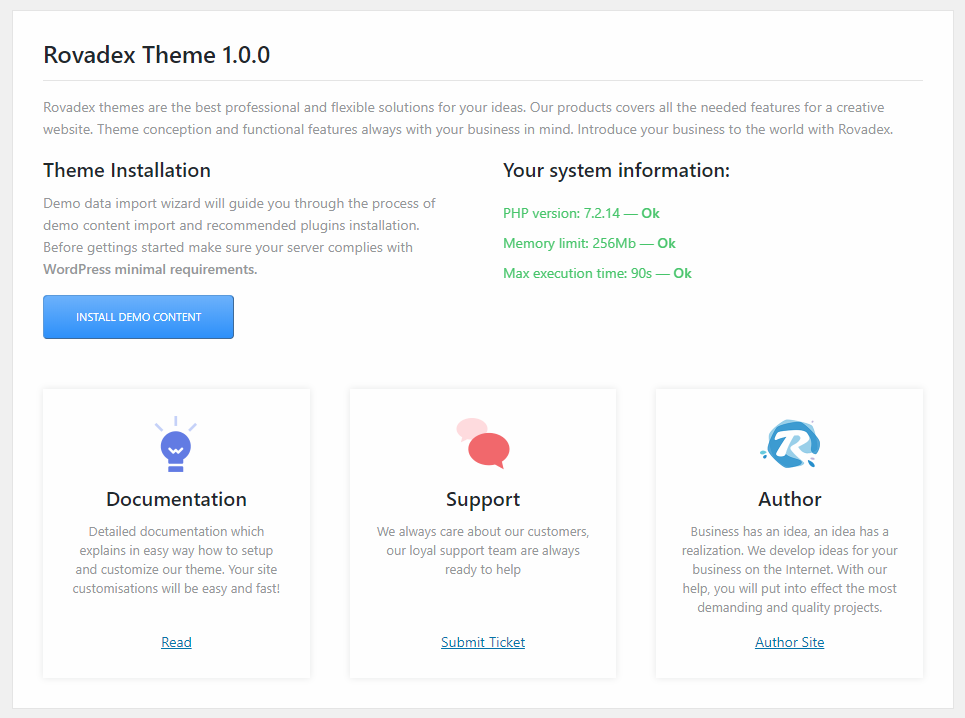 Rovadex Theme 1.0.0
Rovadex themes are the best professional and flexible solutions for your ideas. Our products covers all the needed features for a creative
website. Theme conception and functional features always with your business in mind. Introduce your business to the world with Rovadex.
Theme Installation
Demo data import wizard will guide you through the process of
demo content import and recommended plugins installation.
Before gettings started make sure your server complies with
WordPress minimal requirements.
INSTALL DEMO CONTENT
Your system information:
PHP version: 7.2.14 — Ok
Memory limit: 256Mb — Ok
Max execution time: 90s — Ok
Documentation
Detailed documentation which
explains in easy way how to setup
and customize our theme. Your site
customisations will be easy and fast!
Read
Support
We always care about our customers,
our loyal support team are always
ready to help
Submit Ticket
R
Author
Business has an idea, an idea has a
realization. We develop ideas for your
business on the Internet. With our
help, you will put into effect the most
demanding and quality projects.
Author Site